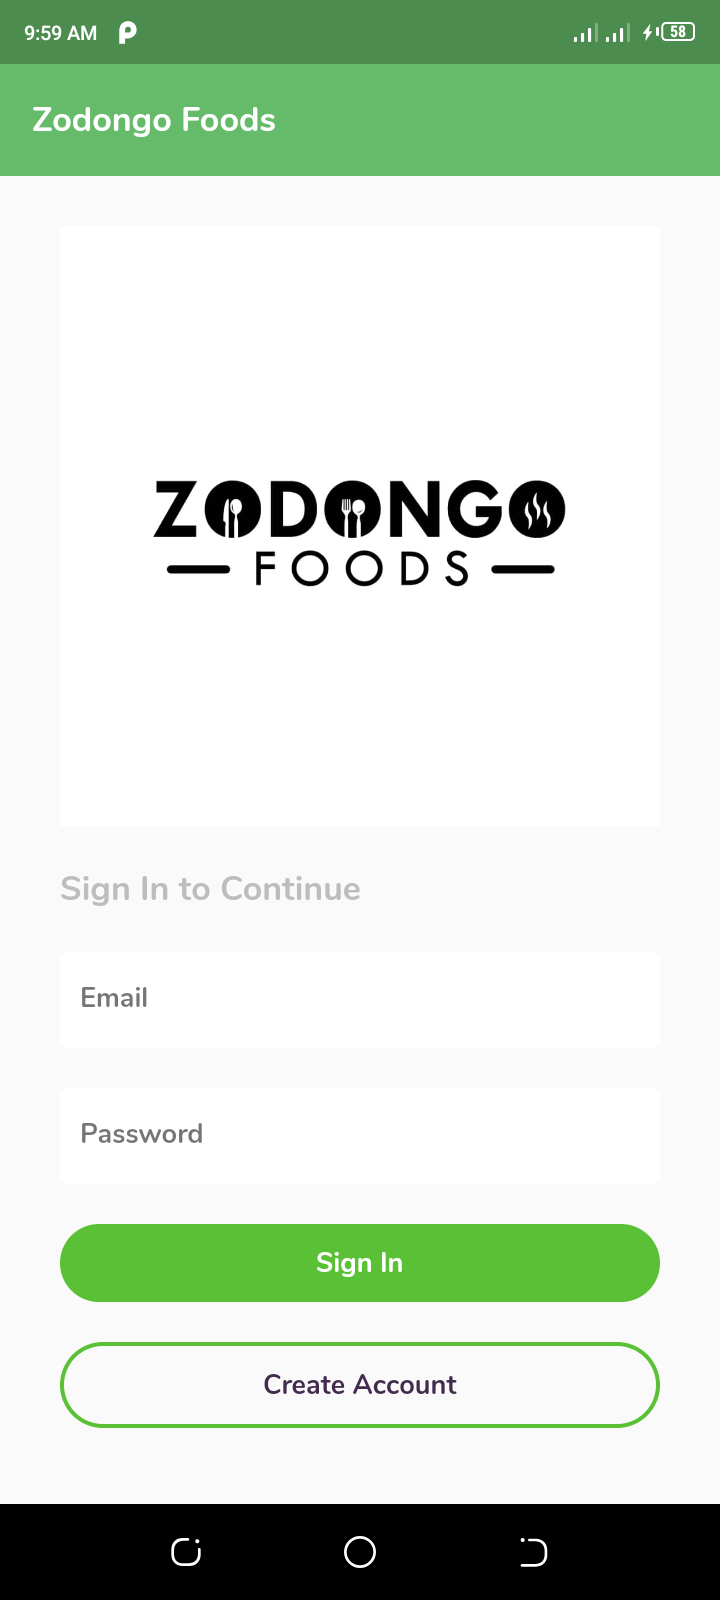 9:59 AM
58
Zodongo Foods
ZODONGO
FOODS
Sign In to Continue
Email
Password
Sign In
Create Account